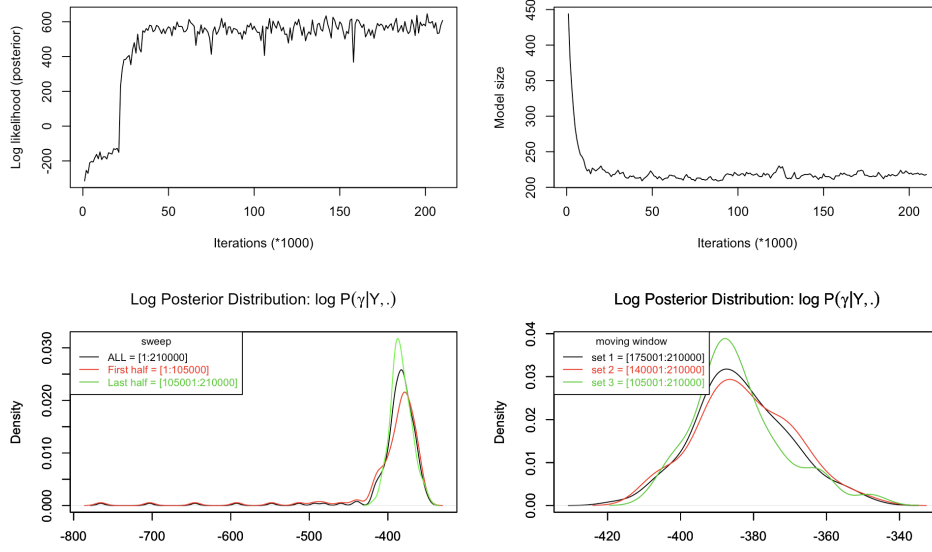 Log likelihood (posterior)
-200
0
200
400
600
0
50
100
150
200
Iterations (*1000)
Model size
200
250
300
350
400
450
0
50
100
150
200
Iterations (*1000)
Log Posterior Distribution: log P(γ|Y,.)
Density
0.000
0.010
0.020
0.030
sweep
ALL = [1:210000]
First half = [1:105000]
Last half = [105001:210000]
-800
-700
-600
-500
-400
Log Posterior Distribution: log P(γ|Y,.)
Density
0.00
0.01
0.02
0.03
0.04
moving window
set 1 = [175001:210000]
set 2 = [140001:210000]
set 3 = [105001:210000]
-420
-400
-380
-360
-340